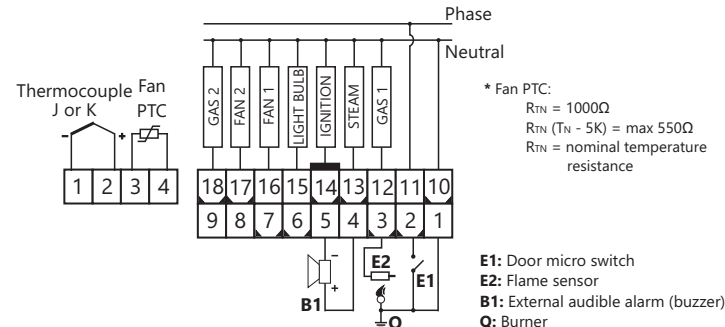 Phase
Neutral
Thermocouple
J or K
Fan
PTC
- +
1 2 3 4
GAS 2
FAN 2
FAN 1
LIGHT BULB
IGNITION
STEAM
GAS 1
18 17 16 15 14 13 12 11 10
9 8 7 6 5 4 3 2 1
-
+
B1
E2
E1
Q
* Fan PTC:
RTN = 1000Ω
RTN (TN - 5K) = max 550Ω
RTN = nominal temperature
resistance
E1: Door micro switch
E2: Flame sensor
B1: External audible alarm (buzzer)
Q: Burner